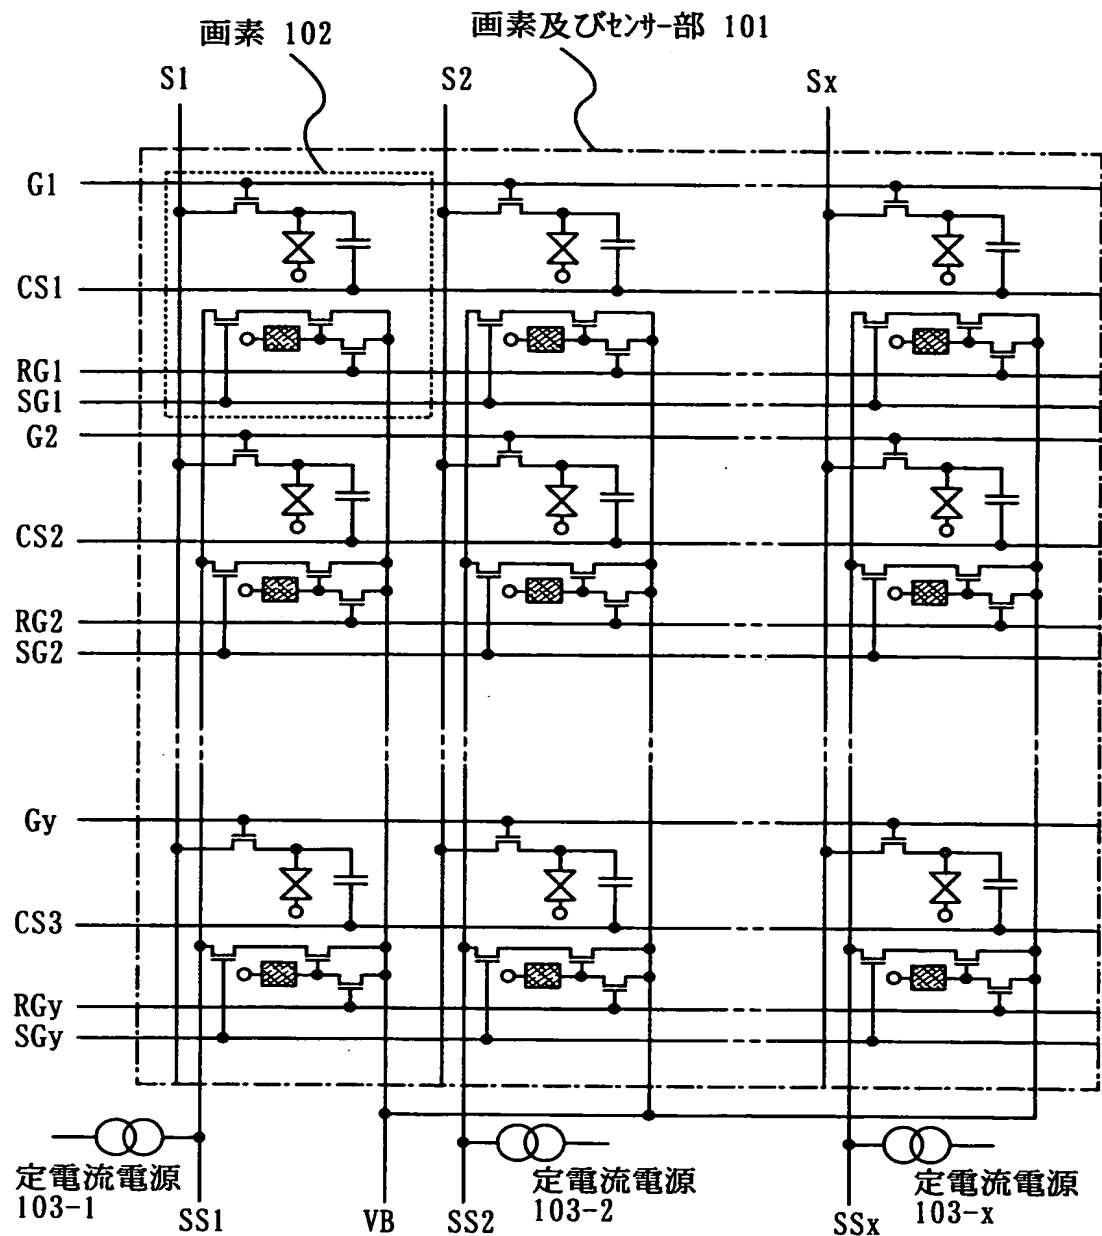 画素 102
画素及びセンサー部 101
S1
S2
Sx
G1
CS1
RG1
SG1
G2
CS2
RG2
SG2
Gy
CS3
RGy
SGy
定電流電源
103-1
SS1
VB
SS2
定電流電源
103-2
SSx
定電流電源
103-x